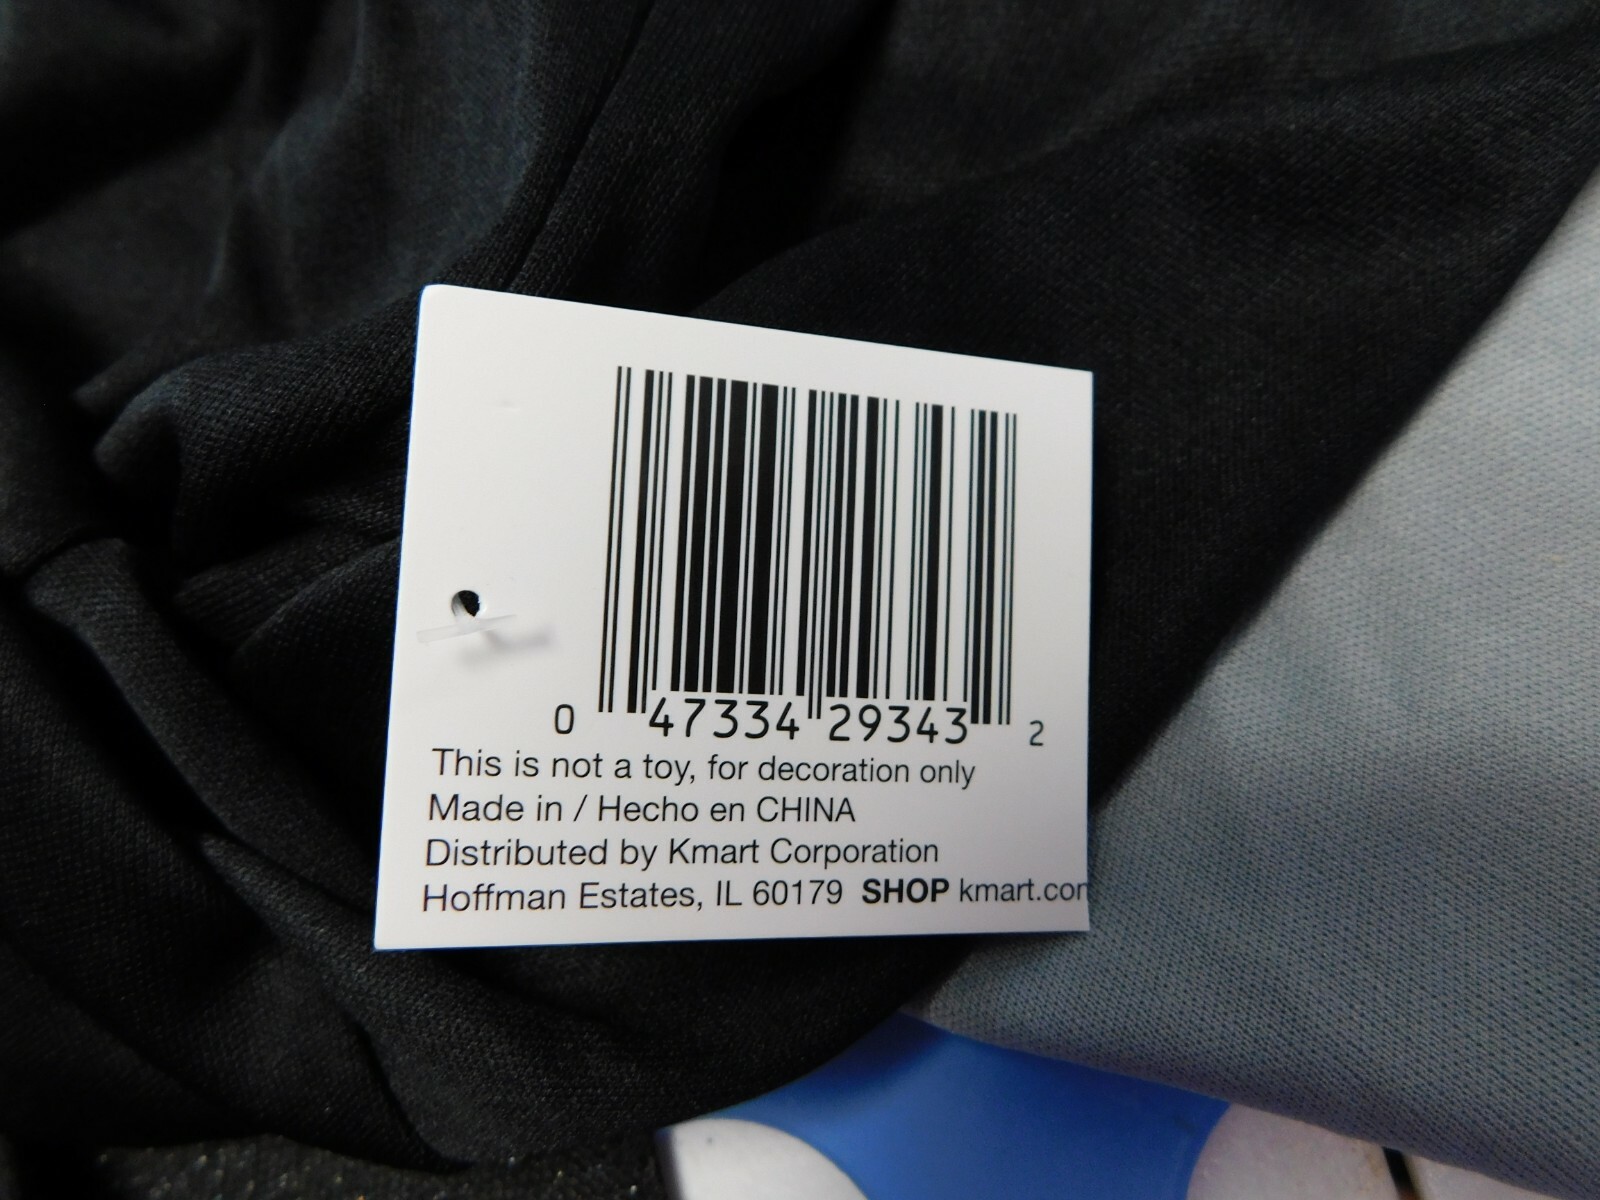 0 47334 29343 2
This is not a toy, for decoration only
Made in / Hecho en CHINA
Distributed by Kmart Corporation
Hoffman Estates, IL 60179 SHOP kmart.com